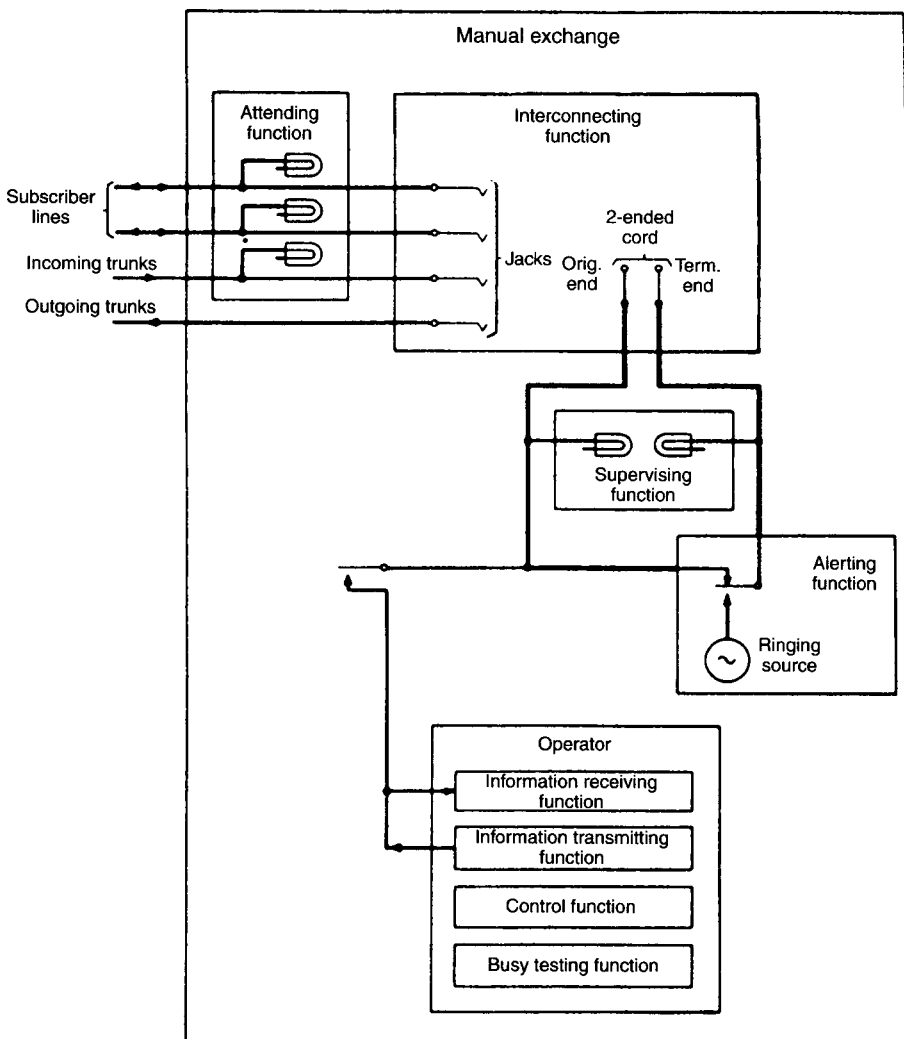 Manual exchange
Attending
function
Interconnecting
function
Subscriber
lines
2-ended
cord
Incoming trunks
Jacks
Orig.
end
Term.
end
Outgoing trunks
Supervising
function
Alerting
function
Ringing
source
Operator
Information receiving
function
Information transmitting
function
Control function
Busy testing function